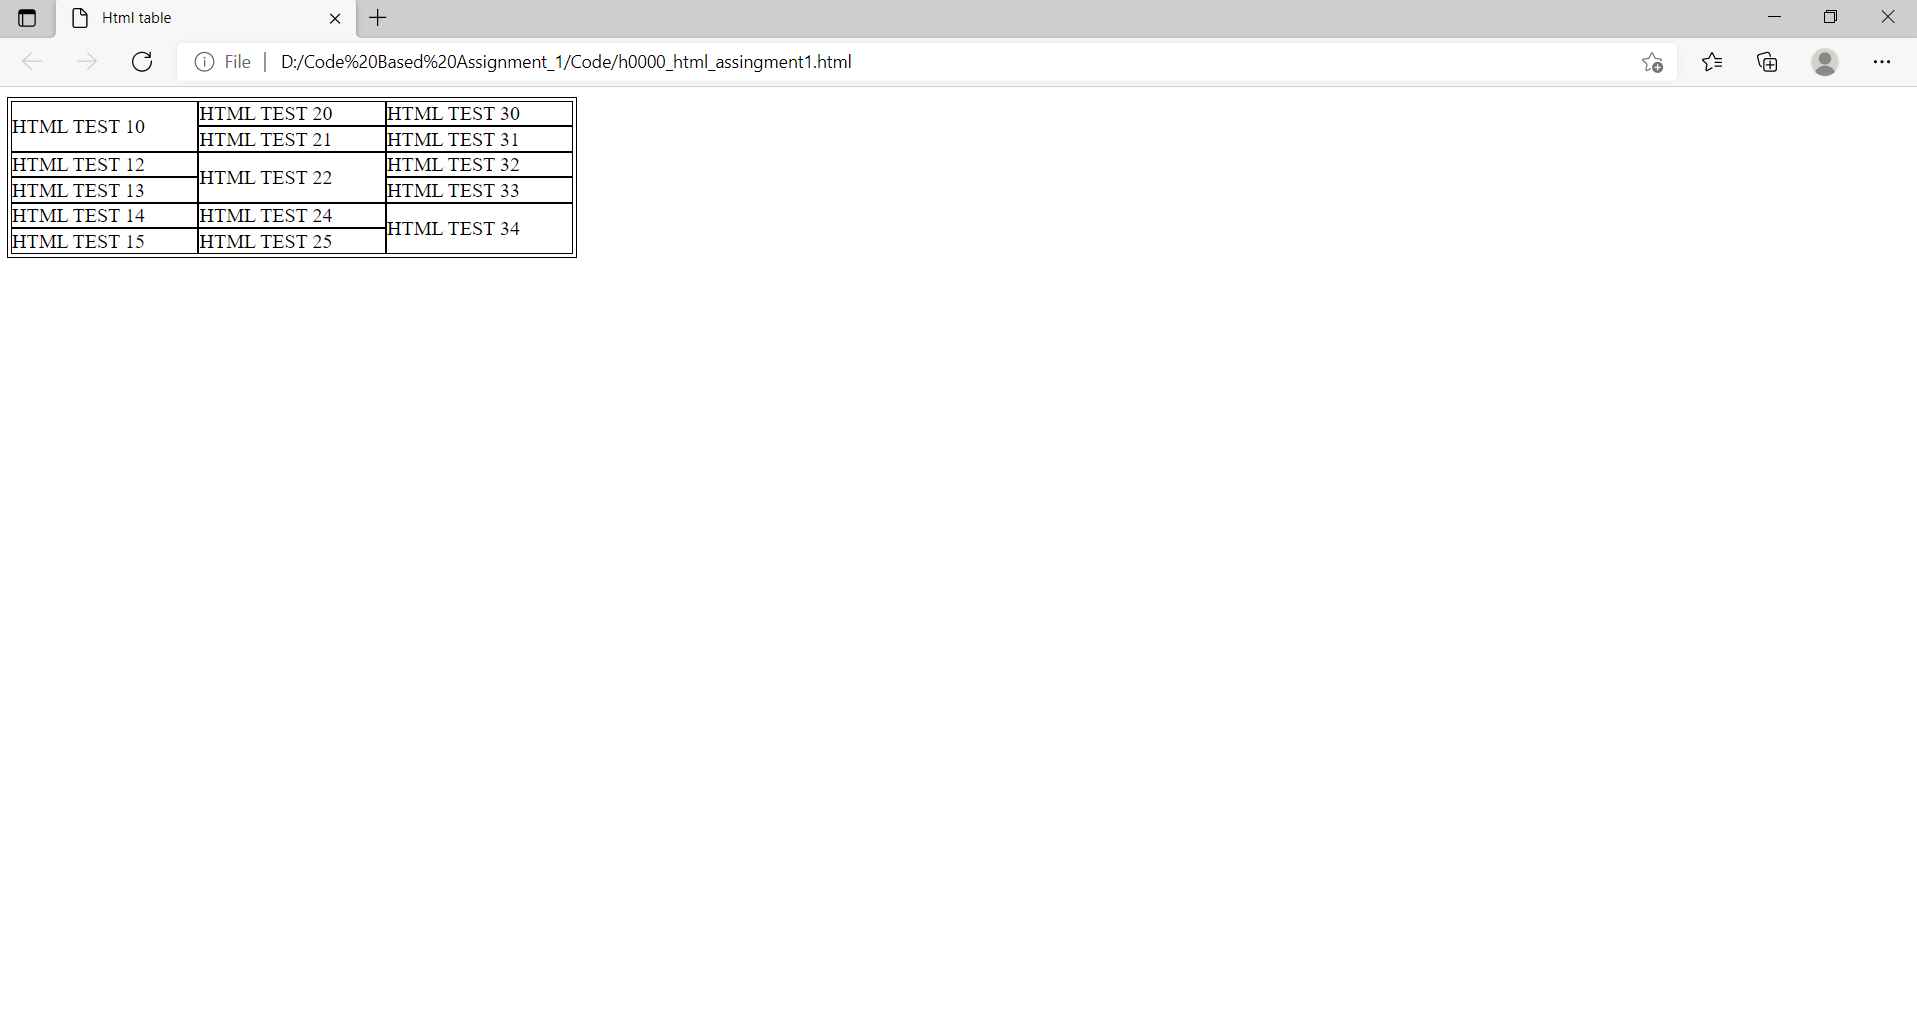 Html table
File D:/Code%20Based%20Assignment_1/Code/h0000_html_assingment1.html
HTML TEST 10 HTML TEST 20 HTML TEST 30
HTML TEST 21 HTML TEST 31
HTML TEST 12 HTML TEST 22 HTML TEST 32
HTML TEST 13 HTML TEST 33
HTML TEST 14 HTML TEST 24 HTML TEST 34
HTML TEST 15 HTML TEST 25